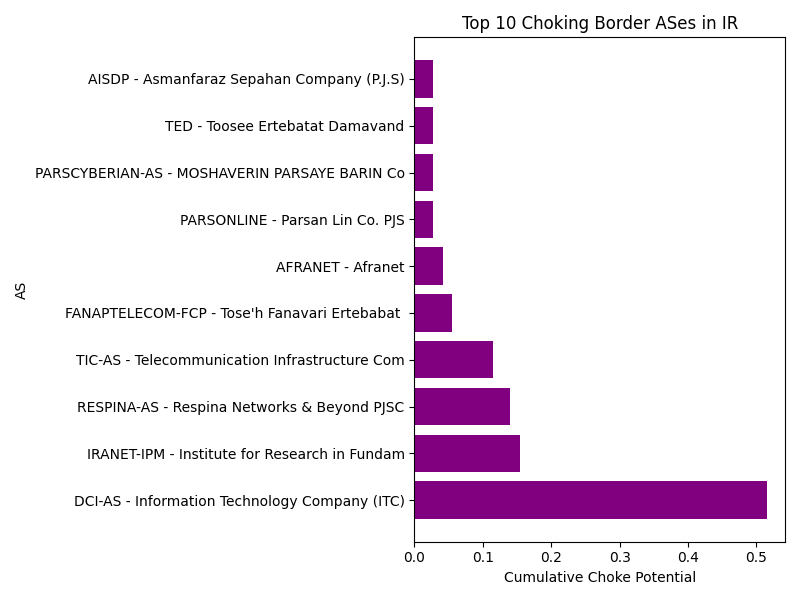 Top 10 Choking Border ASes in IR
AISDP - Asmanfaraz Sepahan Company (P.J.S)
TED - Toosee Ertebatat Damavand
PARSCYBERIAN-AS - MOSHAVERIN PARSAYE BARIN Co
PARSONLINE - Parsan Lin Co. PJS
AFRANET - Afranet
FANAPTELECOM-FCP - Tose'h Fanavari Ertebabat
TIC-AS - Telecommunication Infrastructure Com
RESPINA-AS - Respina Networks & Beyond PJSC
IRANET-IPM - Institute for Research in Fundam
DCI-AS - Information Technology Company (ITC)
AS
0.0 0.1 0.2 0.3 0.4 0.5
Cumulative Choke Potential